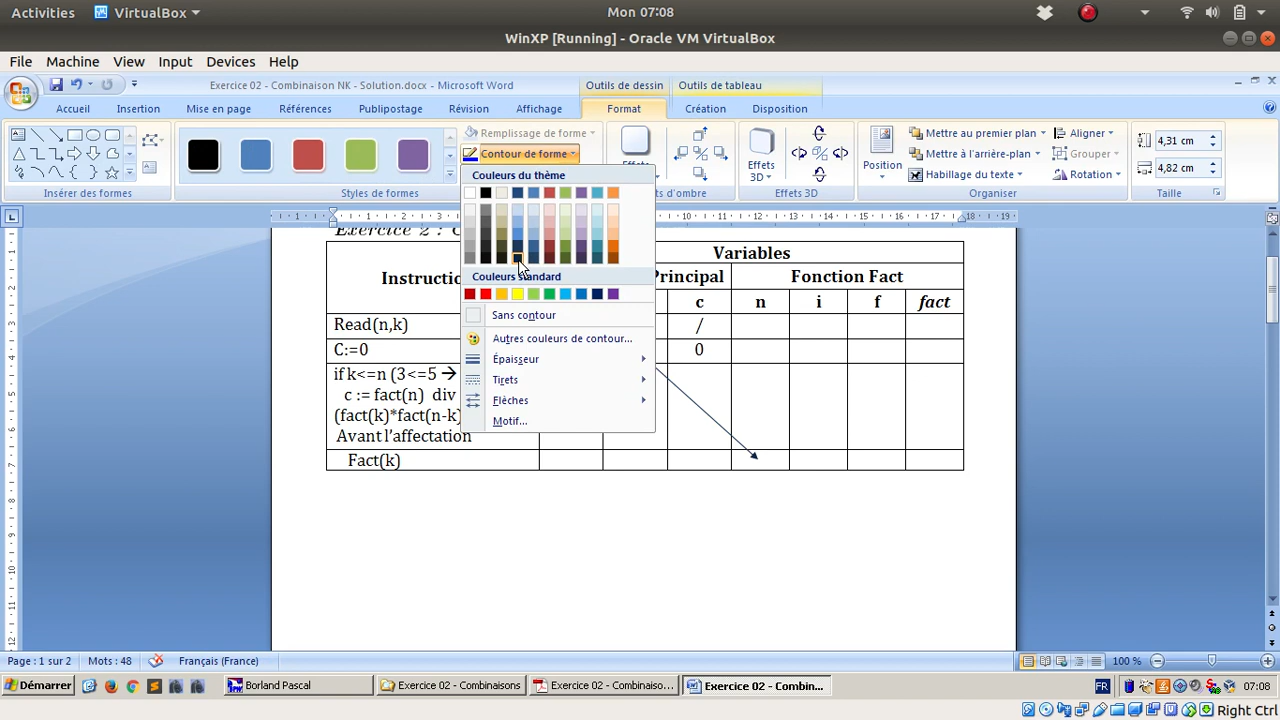 Activities VirtualBox Mon 07:08
WinXP [Running] - Oracle VM VirtualBox
File Machine View Input Devices Help
Exercice 02 - Combinaison NK - Solution.docx - Microsoft Word Outils de dessin Outils de tableau
Accueil Insertion Mise en page Références Publipostage Révision Affichage Format Création Disposition
Remplissage de forme
Contour de forme
Effets 3D
Position
Mettre au premier plan Aligner 4,31 cm
Mettre à l'arrière-plan Grouper 4,82 cm
Habillage du texte Rotation
Insérer des formes Styles de formes Effets 3D Organiser Taille
Couleurs du thème
Couleurs standard
Sans contour
Autres couleurs de contour...
Épaisseur
Tirets
Flèches
Motif...
Exercice 2 :
Variables
Principal Fonction Fact
c n i f fact
Read(n,k) /
C:=0 0
if k<=n (3<=5 →
c := fact(n) div
(fact(k)*fact(n-k)
Avant l'affectation
Fact(k)
Page : 1 sur 2 Mots : 48 Français (France) 100 %
Démarrer Borland Pascal Exercice 02 - Combinaisons Exercice 02 - Combinaiso... Exercice 02 - Combin... FR 07:08
Right Ctrl